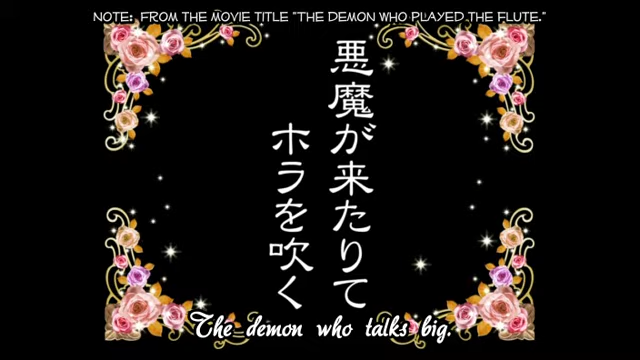 NOTE: FROM THE MOVIE TITLE "THE DEMON WHO PLAYED THE FLUTE."
悪魔が来たりて
ホラを吹く
The demon who talks big.